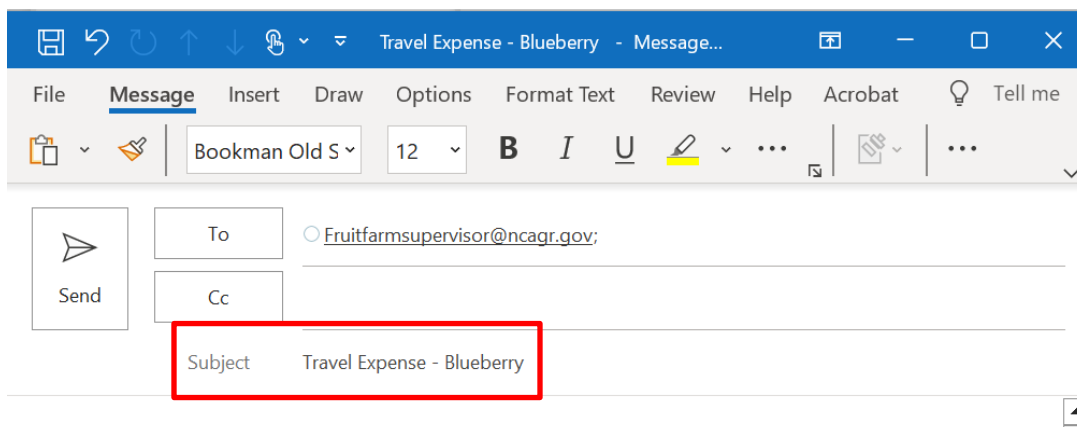 Travel Expense - Blueberry - Message...
File Message Insert Draw Options Format Text Review Help Acrobat Tell me
Bookman Old S 12 B I U ...
To Fruitfarmsupervisor@ncagr.gov;
Send Cc
Subject Travel Expense - Blueberry